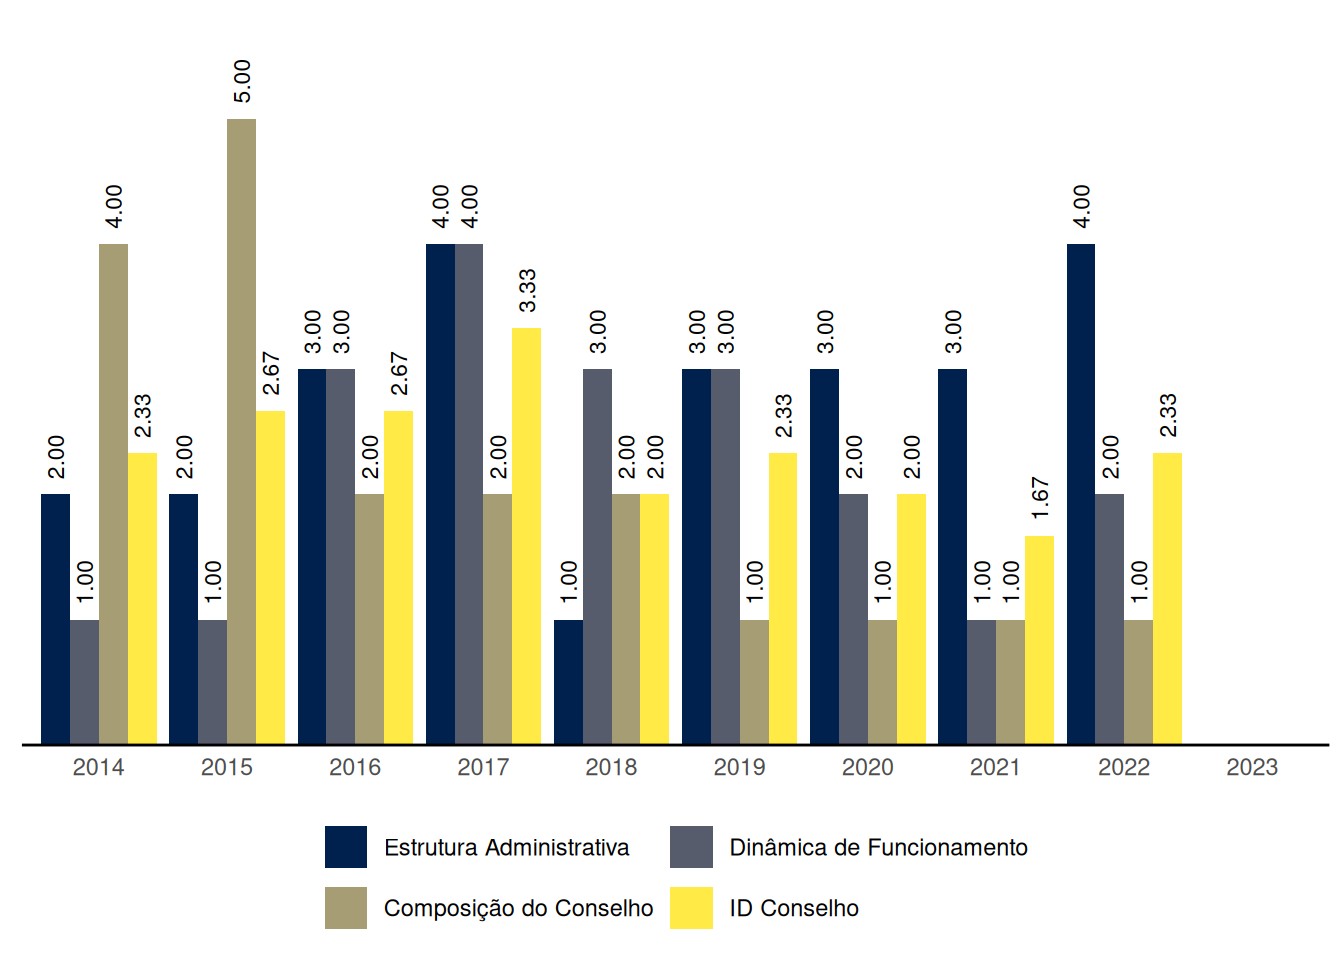 2.00 1.00 4.00 2.33 2.00 1.00 5.00 2.67 3.00 3.00 2.00 2.67 4.00 4.00 2.00 3.33 1.00 3.00 2.00 2.00 3.00 3.00 1.00 2.33 3.00 2.00 1.00 2.00 3.00 1.00 1.00 1.67 4.00 2.00 1.00 2.33
2014 2015 2016 2017 2018 2019 2020 2021 2022 2023
Estrutura Administrativa Dinâmica de Funcionamento
Composição do Conselho ID Conselho